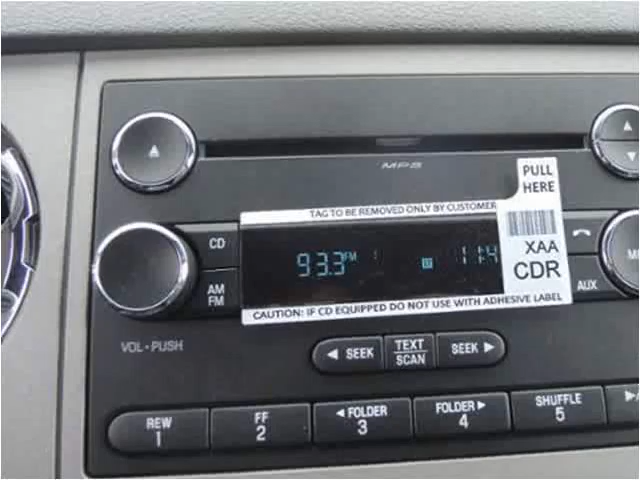 MP3
PULL
HERE
TAG TO BE REMOVED ONLY BY CUSTOMER
XAA
CDR
CD
93.3 FM
AM
FM
AUX
CAUTION: IF CD EQUIPPED DO NOT USE WITH ADHESIVE LABEL
VOL • PUSH
◄ SEEK
TEXT
SCAN
SEEK ►
REW
1
FF
2
◄ FOLDER
3
FOLDER ►
4
SHUFFLE
5